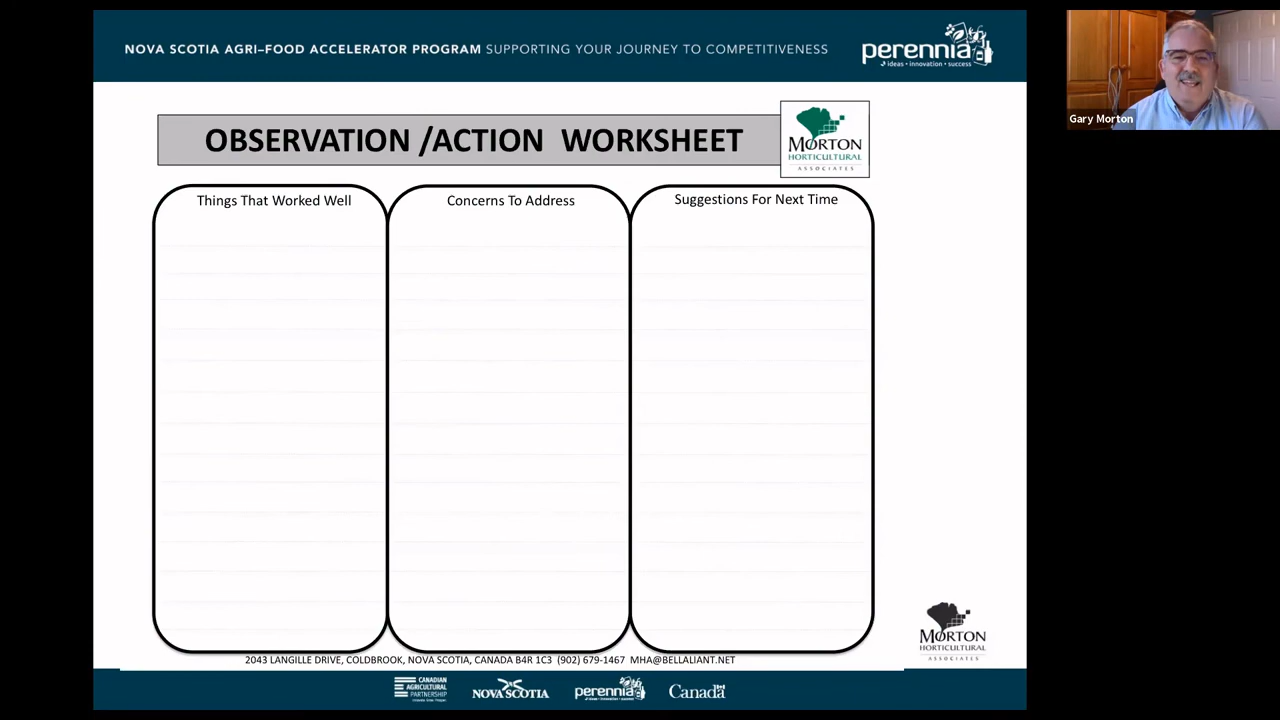 NOVA SCOTIA AGRI–FOOD ACCELERATOR PROGRAM SUPPORTING YOUR JOURNEY TO COMPETITIVENESS
perennia
ideas • innovation • success
Gary Morton
OBSERVATION /ACTION WORKSHEET
MORTON
HORTICULTURAL
ASSOCIATES
Things That Worked Well
Concerns To Address
Suggestions For Next Time
MORTON
HORTICULTURAL
ASSOCIATES
2043 LANGILLE DRIVE, COLDBROOK, NOVA SCOTIA, CANADA B4R 1C3 (902) 679-1467 MHA@BELLALIANT.NET
CANADIAN
AGRICULTURAL
PARTNERSHIP
NOVA SCOTIA
perennia
ideas • innovation • success
Canada